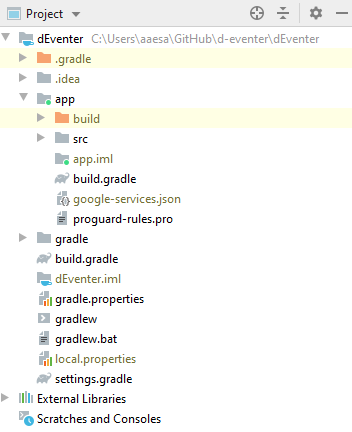 Project
dEventer C:\Users\aaesa\GitHub\d-eventer\dEventer
.gradle
.idea
app
build
src
app.iml
build.gradle
google-services.json
proguard-rules.pro
gradle
build.gradle
dEventer.iml
gradle.properties
gradlew
gradlew.bat
local.properties
settings.gradle
External Libraries
Scratches and Consoles